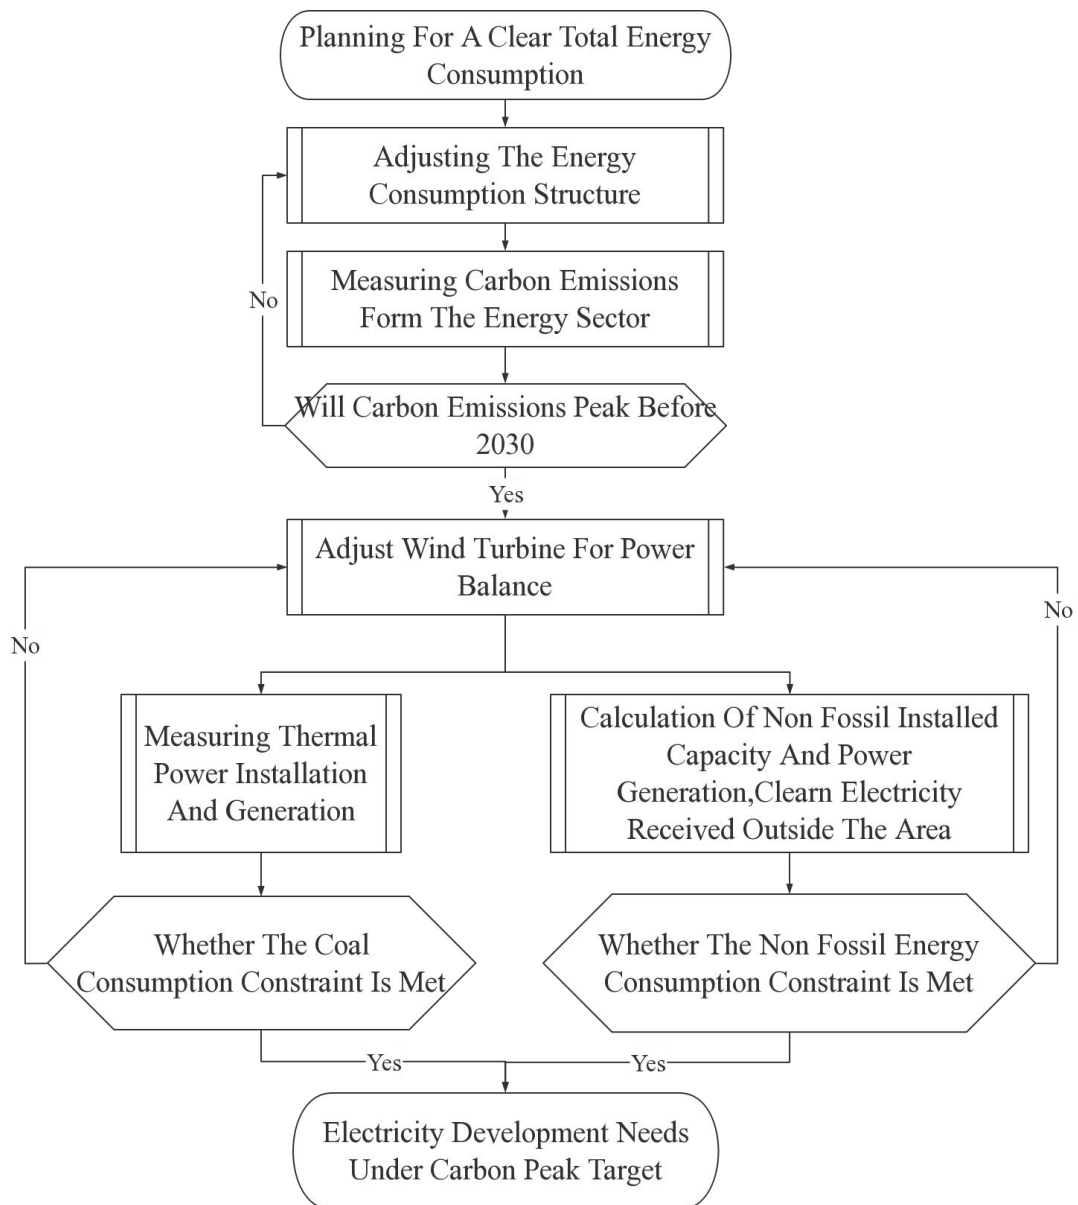 Planning For A Clear Total Energy
Consumption
Adjusting The Energy
Consumption Structure
Measuring Carbon Emissions
Form The Energy Sector
No
Will Carbon Emissions Peak Before
2030
Yes
Adjust Wind Turbine For Power
Balance
No
No
Measuring Thermal
Power Installation
And Generation
Calculation Of Non Fossil Installed
Capacity And Power
Generation,Clearn Electricity
Received Outside The Area
Whether The Coal
Consumption Constraint Is Met
Whether The Non Fossil Energy
Consumption Constraint Is Met
Yes
Yes
Electricity Development Needs
Under Carbon Peak Target